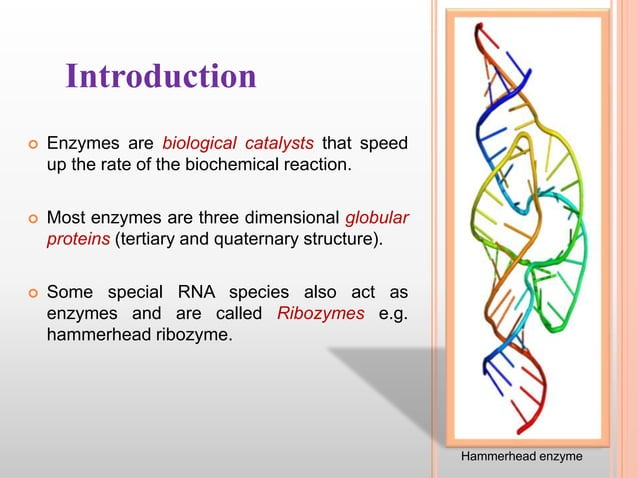 Introduction
Enzymes are biological catalysts that speed
up the rate of the biochemical reaction.
Most enzymes are three dimensional globular
proteins (tertiary and quaternary structure).
Some special RNA species also act as
enzymes and are called Ribozymes e.g.
hammerhead ribozyme.
Hammerhead enzyme